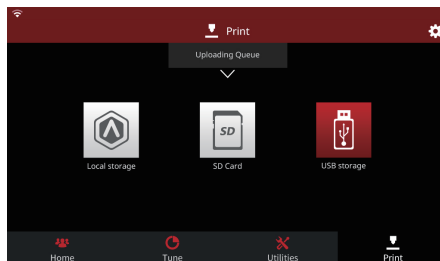 Print
Uploading Queue
SD
Local storage
SD Card
USB storage
Home
Tune
Utilities
Print